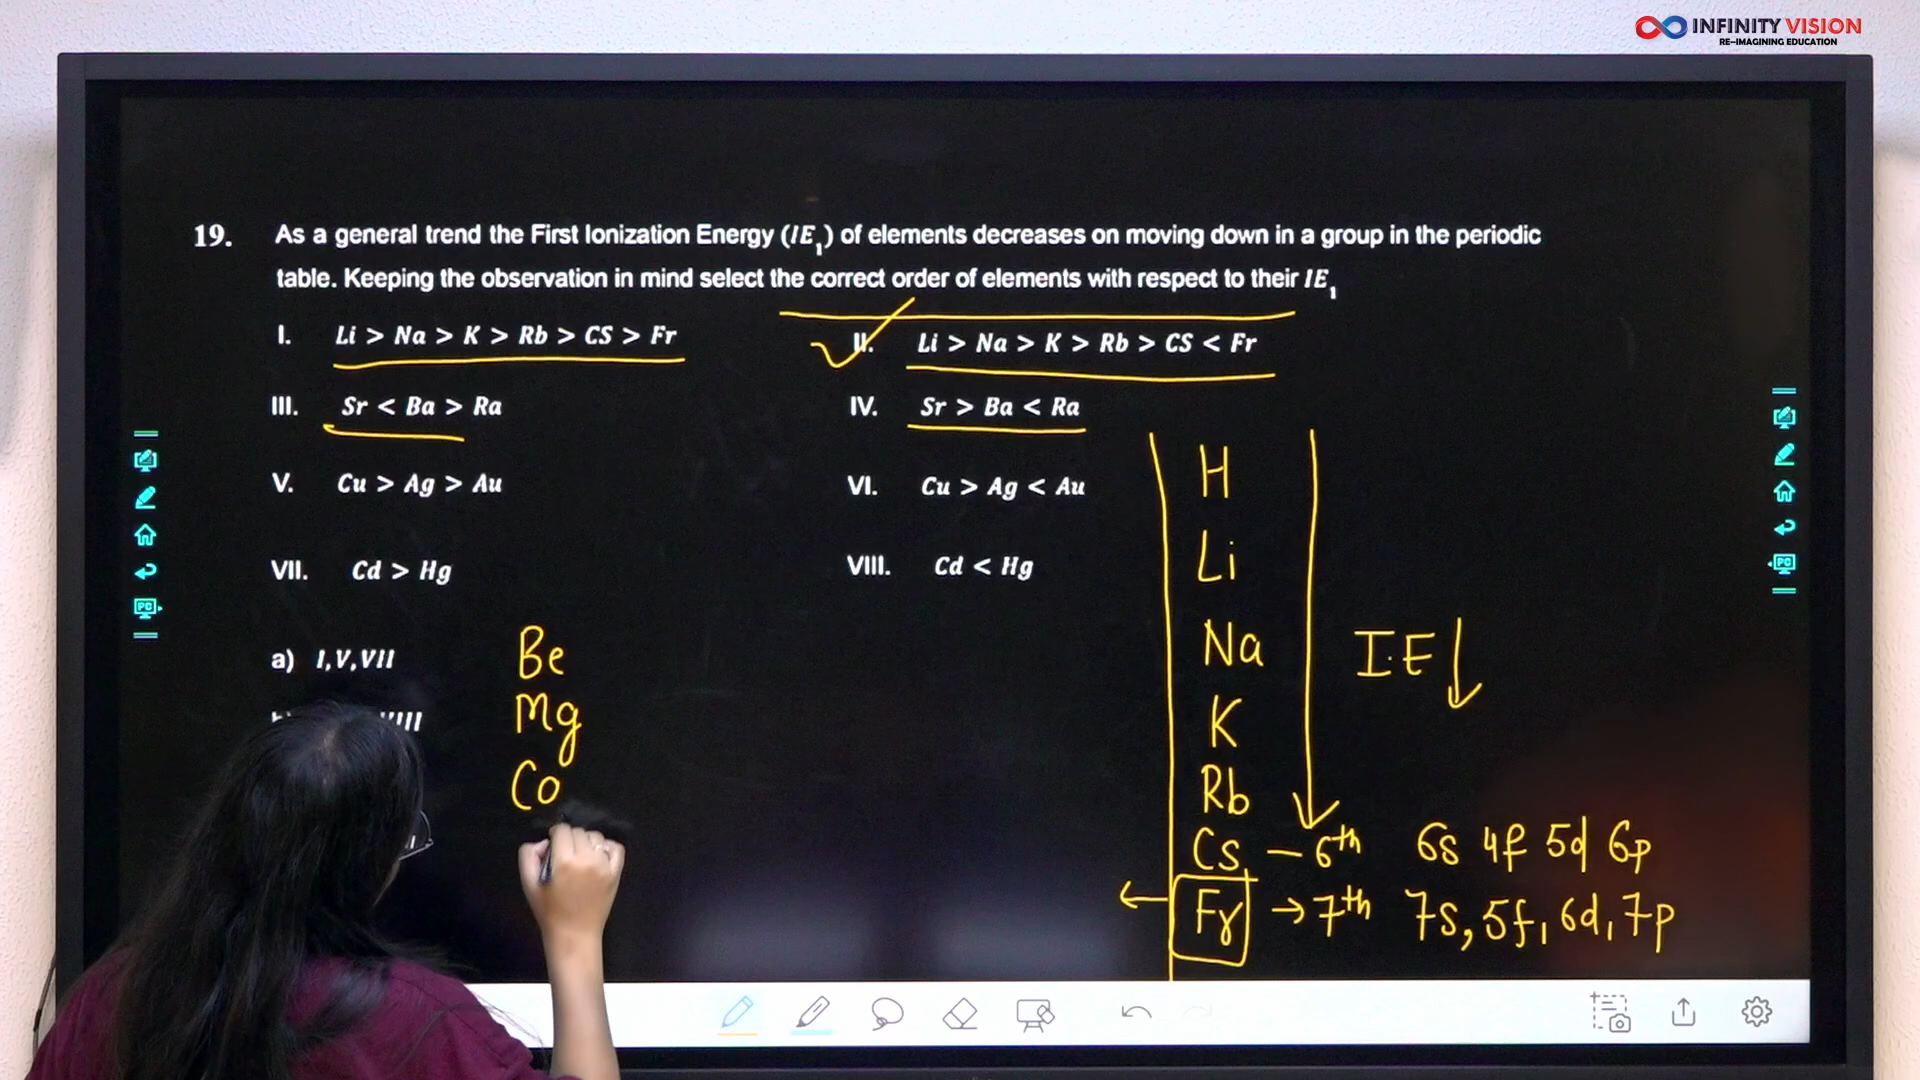 INFINITY VISION
RE-IMAGINING EDUCATION
19. As a general trend the First Ionization Energy (IE₁) of elements decreases on moving down in a group in the periodic
table. Keeping the observation in mind select the correct order of elements with respect to their IE₁
I. Li > Na > K > Rb > CS > Fr
II. Li > Na > K > Rb > CS < Fr
III. Sr < Ba > Ra
IV. Sr > Ba < Ra
V. Cu > Ag > Au
VI. Cu > Ag < Au
VII. Cd > Hg
VIII. Cd < Hg
a) I,V,VII
VIII
Be
Mg
Ca
H
Li
Na
K
Rb
Cs – 6th 6s 4f 5d 6p
Fr → 7th 7s, 5f, 6d, 7p
I.E ↓
PC
PC